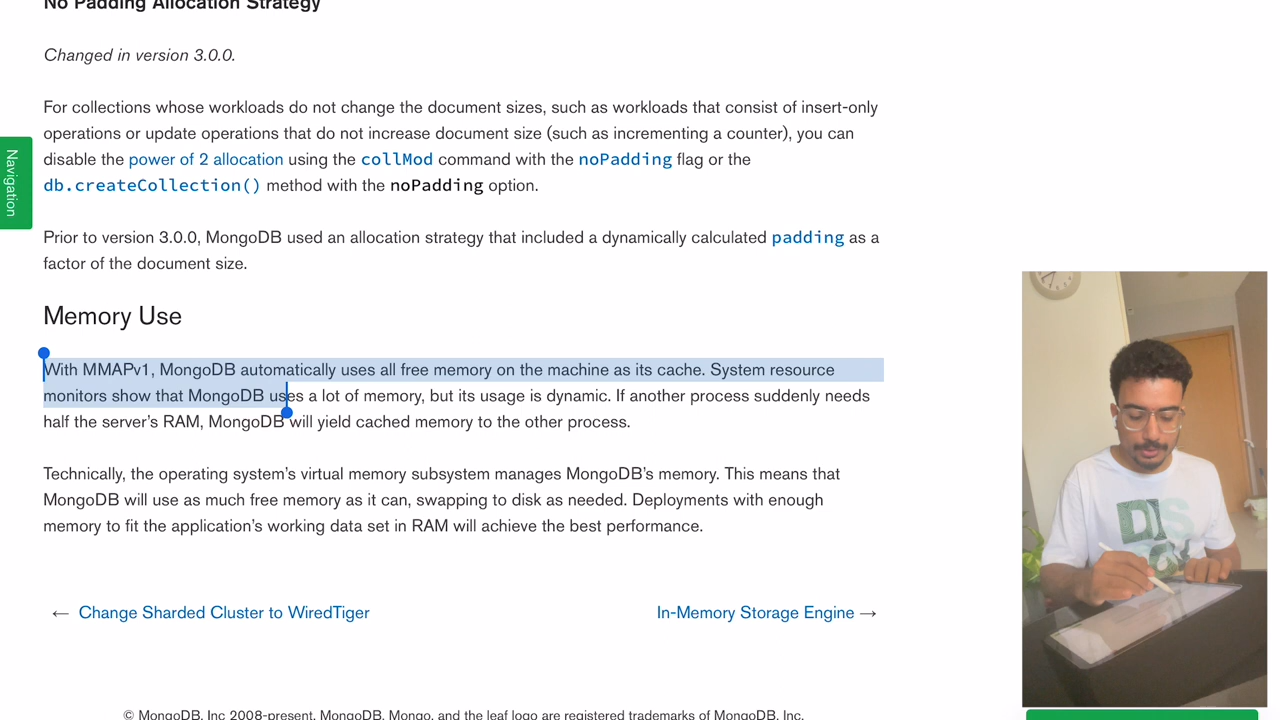 No Padding Allocation Strategy
Changed in version 3.0.0.
For collections whose workloads do not change the document sizes, such as workloads that consist of insert-only
operations or update operations that do not increase document size (such as incrementing a counter), you can
disable the power of 2 allocation using the collMod command with the noPadding flag or the
db.createCollection() method with the noPadding option.
Prior to version 3.0.0, MongoDB used an allocation strategy that included a dynamically calculated padding as a
factor of the document size.
Memory Use
With MMAPv1, MongoDB automatically uses all free memory on the machine as its cache. System resource
monitors show that MongoDB uses a lot of memory, but its usage is dynamic. If another process suddenly needs
half the server's RAM, MongoDB will yield cached memory to the other process.
Technically, the operating system's virtual memory subsystem manages MongoDB's memory. This means that
MongoDB will use as much free memory as it can, swapping to disk as needed. Deployments with enough
memory to fit the application's working data set in RAM will achieve the best performance.
← Change Sharded Cluster to WiredTiger
In-Memory Storage Engine →
© MongoDB, Inc 2008-present. MongoDB, Mongo, and the leaf logo are registered trademarks of MongoDB, Inc.
Navigation